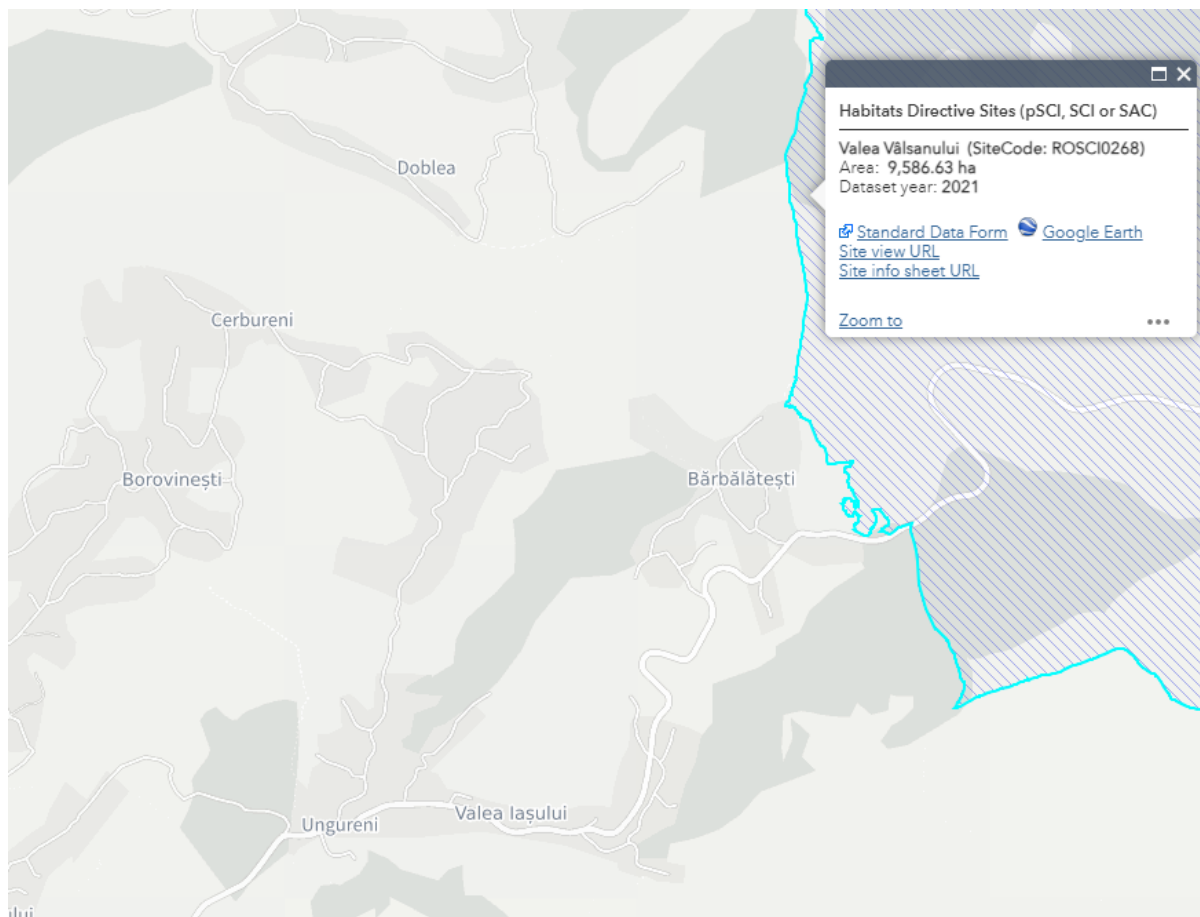 Habitats Directive Sites (pSCI, SCI or SAC)
Valea Vâlsanului (SiteCode: ROSCI0268)
Area: 9,586.63 ha
Dataset year: 2021
Standard Data Form Google Earth
Site view URL
Site info sheet URL
Zoom to
Doblea
Cerbureni
Borovinești
Bărbălătești
Valea Iașului
Ungureni